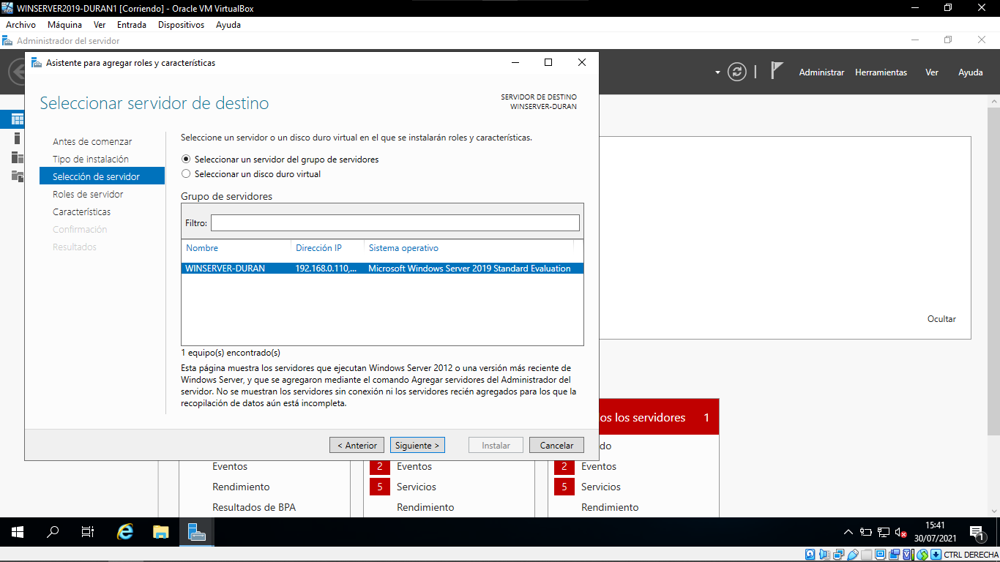 WINSERVER2019-DURAN1 [Corriendo] - Oracle VM VirtualBox
Archivo Máquina Ver Entrada Dispositivos Ayuda
Administrador del servidor
Asistente para agregar roles y características
Administrar Herramientas Ver Ayuda
Seleccionar servidor de destino
SERVIDOR DE DESTINO
WINSERVER-DURAN
Antes de comenzar
Tipo de instalación
Selección de servidor
Roles de servidor
Características
Confirmación
Resultados
Seleccione un servidor o un disco duro virtual en el que se instalarán roles y características.
Seleccionar un servidor del grupo de servidores
Seleccionar un disco duro virtual
Grupo de servidores
Filtro:
Nombre Dirección IP Sistema operativo
WINSERVER-DURAN 192.168.0.110,... Microsoft Windows Server 2019 Standard Evaluation
1 equipo(s) encontrado(s)
Esta página muestra los servidores que ejecutan Windows Server 2012 o una versión más reciente de
Windows Server, y que se agregaron mediante el comando Agregar servidores del Administrador del
servidor. No se muestran los servidores sin conexión ni los servidores recién agregados para los que la
recopilación de datos aún está incompleta.
< Anterior Siguiente > Instalar Cancelar
Ocultar
os los servidores 1
do
Eventos 2 Eventos 2 Eventos
Rendimiento 5 Servicios 5 Servicios
Resultados de BPA Rendimiento Rendimiento
15:41
30/07/2021
1
CTRL DERECHA